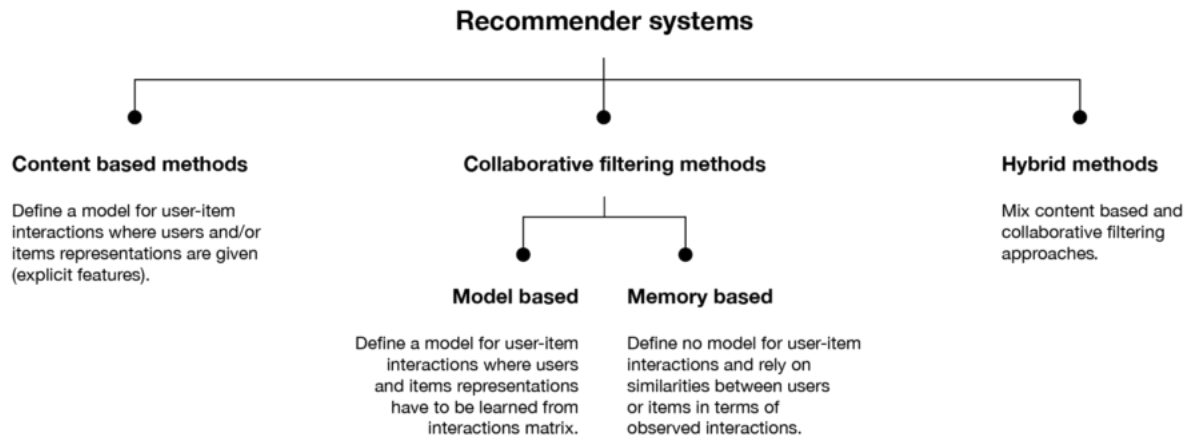 Recommender systems
Content based methods
Define a model for user-item
interactions where users and/or
items representations are given
(explicit features).
Collaborative filtering methods
Model based
Define a model for user-item
interactions where users
and items representations
have to be learned from
interactions matrix.
Memory based
Define no model for user-item
interactions and rely on
similarities between users
or items in terms of
observed interactions.
Hybrid methods
Mix content based and
collaborative filtering
approaches.